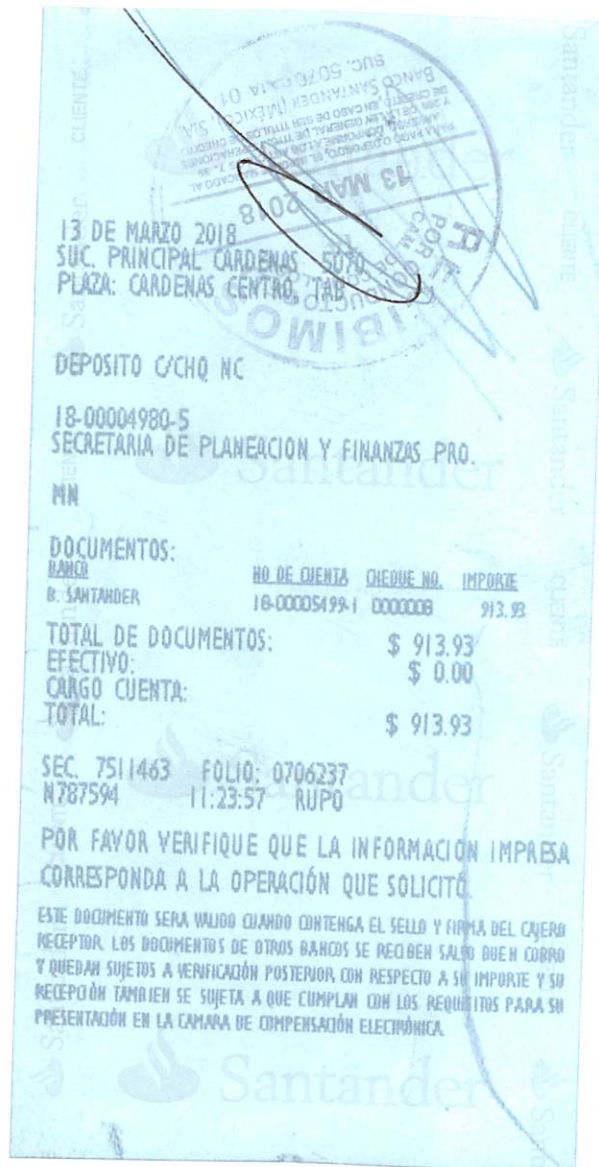 BANCO SANTANDER (MÉXICO), S.A.
SUC. 5070 CAJA 01
13 MAR 2018
13 DE MARZO 2018
SUC. PRINCIPAL CARDENAS 5070
PLAZA: CARDENAS CENTRO, TAB
DEPOSITO C/CHQ NC
18-00004980-5
SECRETARIA DE PLANEACION Y FINANZAS PRO.
MN
DOCUMENTOS:
BANCO NO DE CUENTA CHEQUE NO. IMPORTE
B. SANTANDER 18-00005499-1 0000008 913.93
TOTAL DE DOCUMENTOS: $ 913.93
EFECTIVO: $ 0.00
CARGO CUENTA:
TOTAL: $ 913.93
SEC. 7511463 FOLIO: 0706237
N787594 11:23:57 RUPO
POR FAVOR VERIFIQUE QUE LA INFORMACION IMPRESA
CORRESPONDA A LA OPERACIÓN QUE SOLICITÓ
ESTE DOCUMENTO SERA VALIDO CUANDO CONTENGA EL SELLO Y FIRMA DEL CAJERO
RECEPTOR. LOS DOCUMENTOS DE OTROS BANCOS SE RECIBEN SALVO BUEN COBRO
Y QUEDAN SUJETOS A VERIFICACIÓN POSTERIOR CON RESPECTO A SU IMPORTE Y SU
RECEPCIÓN TAMBIEN SE SUJETA A QUE CUMPLAN CON LOS REQUISITOS PARA SU
PRESENTACIÓN EN LA CAMARA DE COMPENSACIÓN ELECTRÓNICA.
Santander
CLIENTE